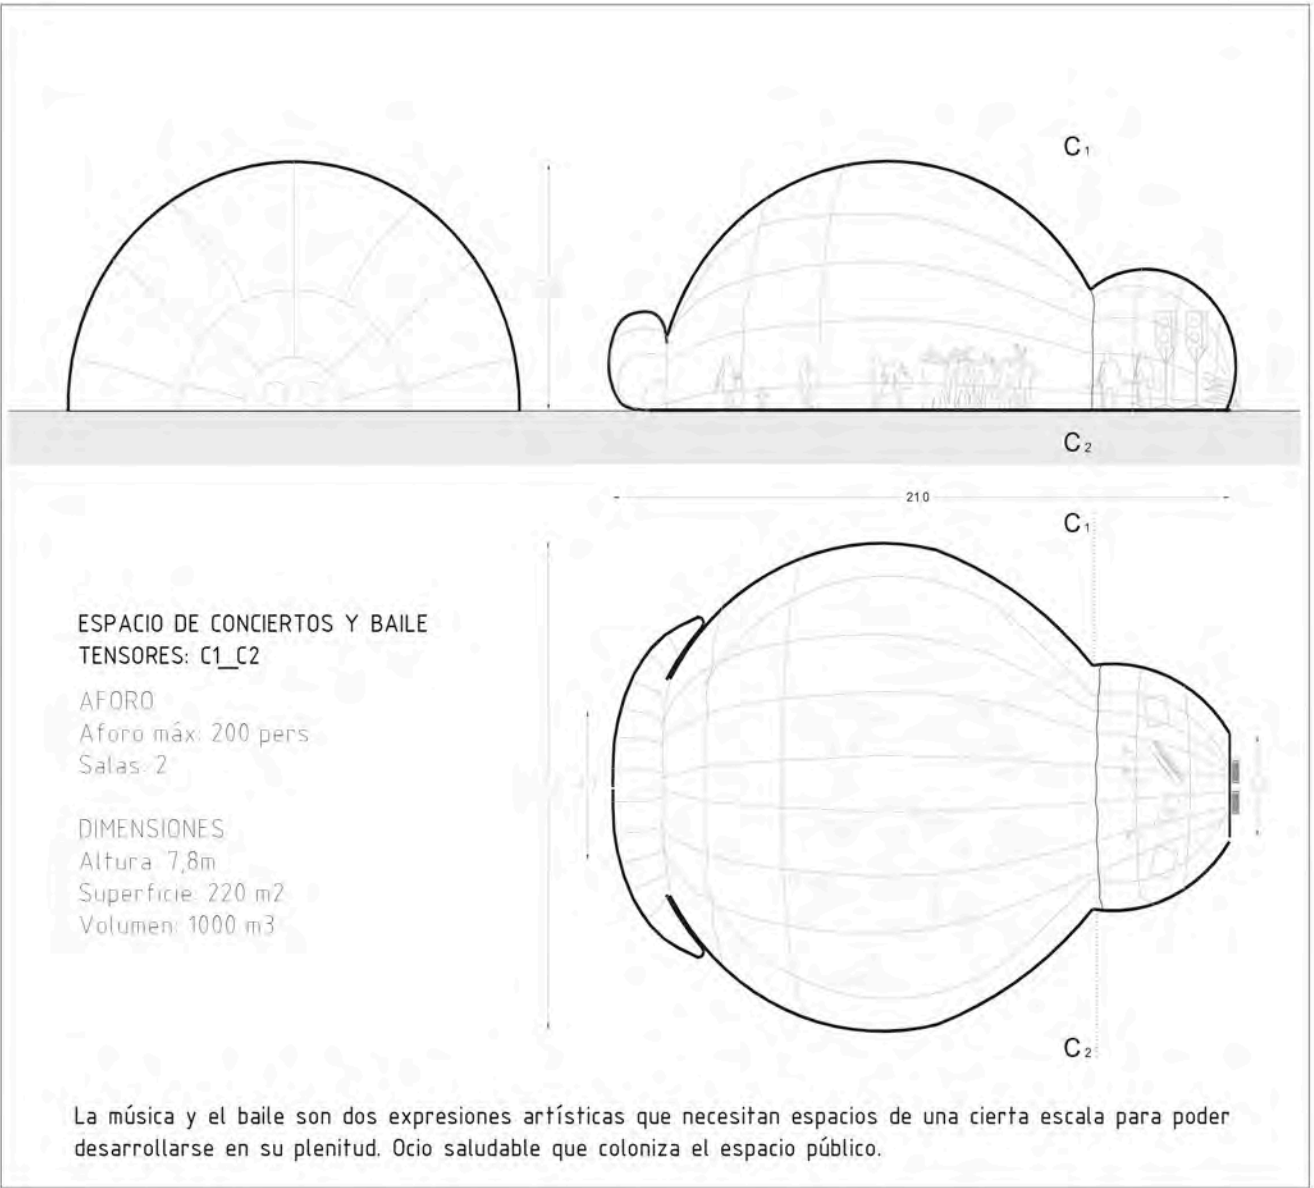 C1
C2
21.0
C1
ESPACIO DE CONCIERTOS Y BAILE
TENSORES: C1_C2
AFORO
Aforo máx: 200 pers
Salas: 2
DIMENSIONES
Altura: 7,8m
Superficie: 220 m2
Volumen: 1000 m3
C2
La música y el baile son dos expresiones artísticas que necesitan espacios de una cierta escala para poder
desarrollarse en su plenitud. Ocio saludable que coloniza el espacio público.